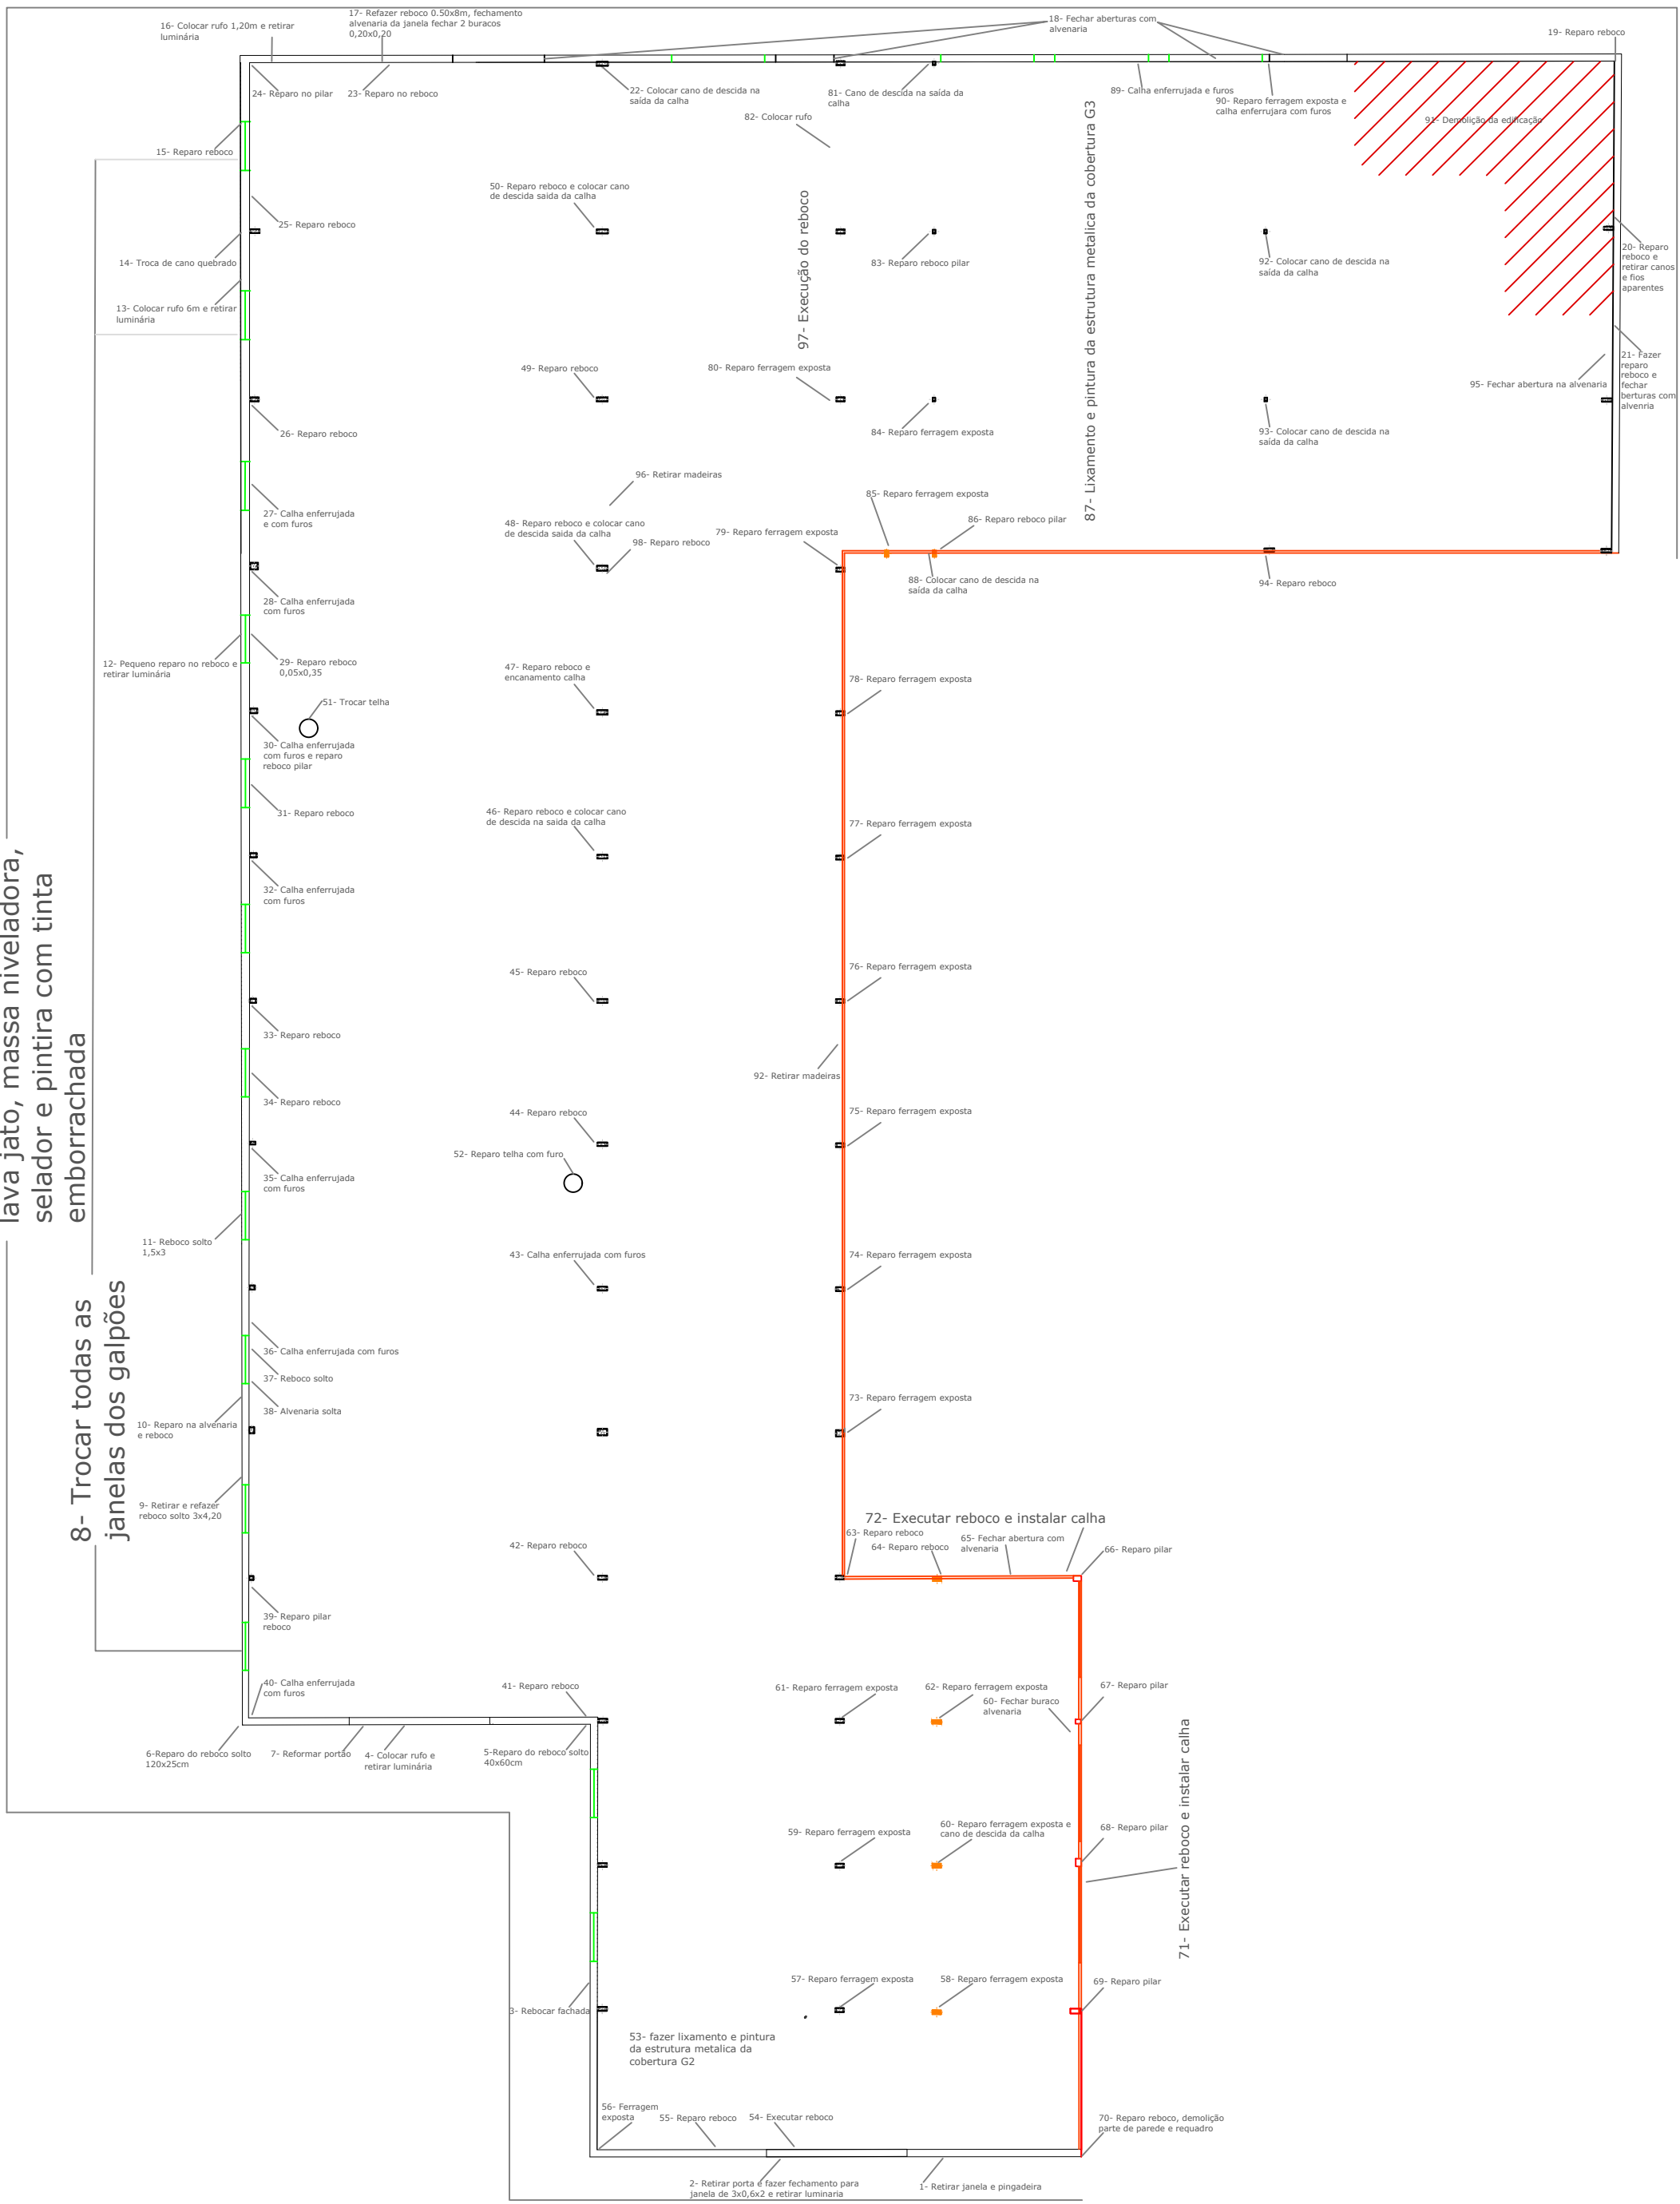 16- Colocar rufo 1,20m e retirar
luminária
17- Refazer reboco 0.50x8m, fechamento
alvenaria da janela fechar 2 buracos
0,20x0,20
18- Fechar aberturas com
alvenaria
19- Reparo reboco
24- Reparo no pilar
23- Reparo no reboco
22- Colocar cano de descida na
saída da calha
81- Cano de descida na saída da
calha
82- Colocar rufo
89- Calha enferrujada e furos
90- Reparo ferragem exposta e
calha enferrujara com furos
91- Demolição da edificação
15- Reparo reboco
25- Reparo reboco
50- Reparo reboco e colocar cano
de descida saida da calha
97- Execução do reboco
87- Lixamento e pintura da estrutura metalica da cobertura G3
14- Troca de cano quebrado
83- Reparo reboco pilar
92- Colocar cano de descida na
saída da calha
20- Reparo
reboco e
retirar canos
e fios
aparentes
13- Colocar rufo 6m e retirar
luminária
49- Reparo reboco
80- Reparo ferragem exposta
95- Fechar abertura na alvenaria
21- Fazer
reparo
reboco e
fechar
berturas com
alvenria
26- Reparo reboco
84- Reparo ferragem exposta
93- Colocar cano de descida na
saída da calha
96- Retirar madeiras
85- Reparo ferragem exposta
27- Calha enferrujada
e com furos
48- Reparo reboco e colocar cano
de descida saida da calha
98- Reparo reboco
79- Reparo ferragem exposta
86- Reparo reboco pilar
88- Colocar cano de descida na
saída da calha
94- Reparo reboco
28- Calha enferrujada
com furos
12- Pequeno reparo no reboco e
retirar luminária
29- Reparo reboco
0,05x0,35
47- Reparo reboco e
encanamento calha
78- Reparo ferragem exposta
51- Trocar telha
30- Calha enferrujada
com furos e reparo
reboco pilar
31- Reparo reboco
46- Reparo reboco e colocar cano
de descida na saida da calha
77- Reparo ferragem exposta
lava jato, massa niveladora,
selador e pintira com tinta
emborrachada
32- Calha enferrujada
com furos
45- Reparo reboco
76- Reparo ferragem exposta
33- Reparo reboco
92- Retirar madeiras
34- Reparo reboco
44- Reparo reboco
75- Reparo ferragem exposta
52- Reparo telha com furo
35- Calha enferrujada
com furos
11- Reboco solto
1,5x3
43- Calha enferrujada com furos
74- Reparo ferragem exposta
8- Trocar todas as
janelas dos galpões
36- Calha enferrujada com furos
37- Reboco solto
38- Alvenaria solta
10- Reparo na alvenaria
e reboco
73- Reparo ferragem exposta
9- Retirar e refazer
reboco solto 3x4,20
72- Executar reboco e instalar calha
63- Reparo reboco
64- Reparo reboco
65- Fechar abertura com
alvenaria
66- Reparo pilar
42- Reparo reboco
39- Reparo pilar
reboco
40- Calha enferrujada
com furos
41- Reparo reboco
61- Reparo ferragem exposta
62- Reparo ferragem exposta
60- Fechar buraco
alvenaria
67- Reparo pilar
6-Reparo do reboco solto
120x25cm
7- Reformar portão
4- Colocar rufo e
retirar luminária
5-Reparo do reboco solto
40x60cm
71- Executar reboco e instalar calha
59- Reparo ferragem exposta
60- Reparo ferragem exposta e
cano de descida da calha
68- Reparo pilar
57- Reparo ferragem exposta
58- Reparo ferragem exposta
69- Reparo pilar
3- Rebocar fachada
53- fazer lixamento e pintura
da estrutura metalica da
cobertura G2
56- Ferragem
exposta
55- Reparo reboco
54- Executar reboco
70- Reparo reboco, demolição
parte de parede e requadro
2- Retirar porta e fazer fechamento para
janela de 3x0,6x2 e retirar luminaria
1- Retirar janela e pingadeira